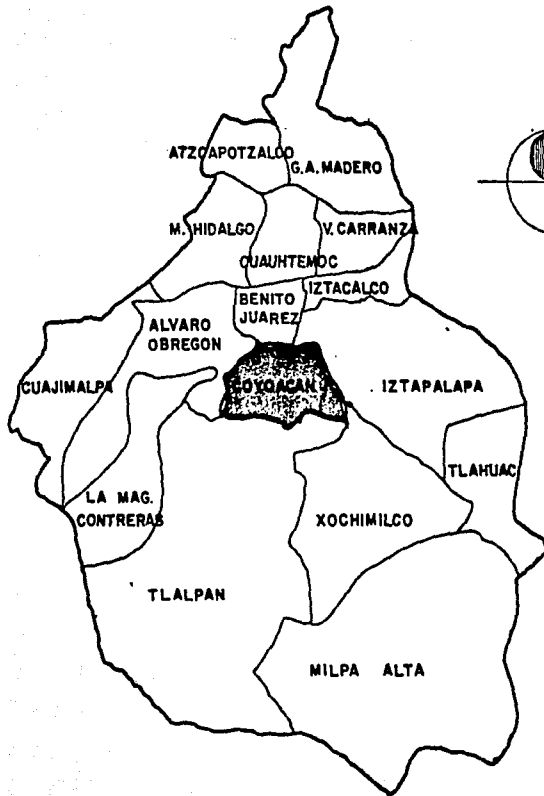 ATZCAPOTZALCO
G.A. MADERO
M. HIDALGO
V. CARRANZA
CUAUHTEMOC
IZTACALCO
BENITO
JUAREZ
ALVARO
OBREGON
CUAJIMALPA
COYOACAN
IZTAPALAPA
TLAHUAC
LA MAG.
CONTRERAS
XOCHIMILCO
TLALPAN
MILPA ALTA